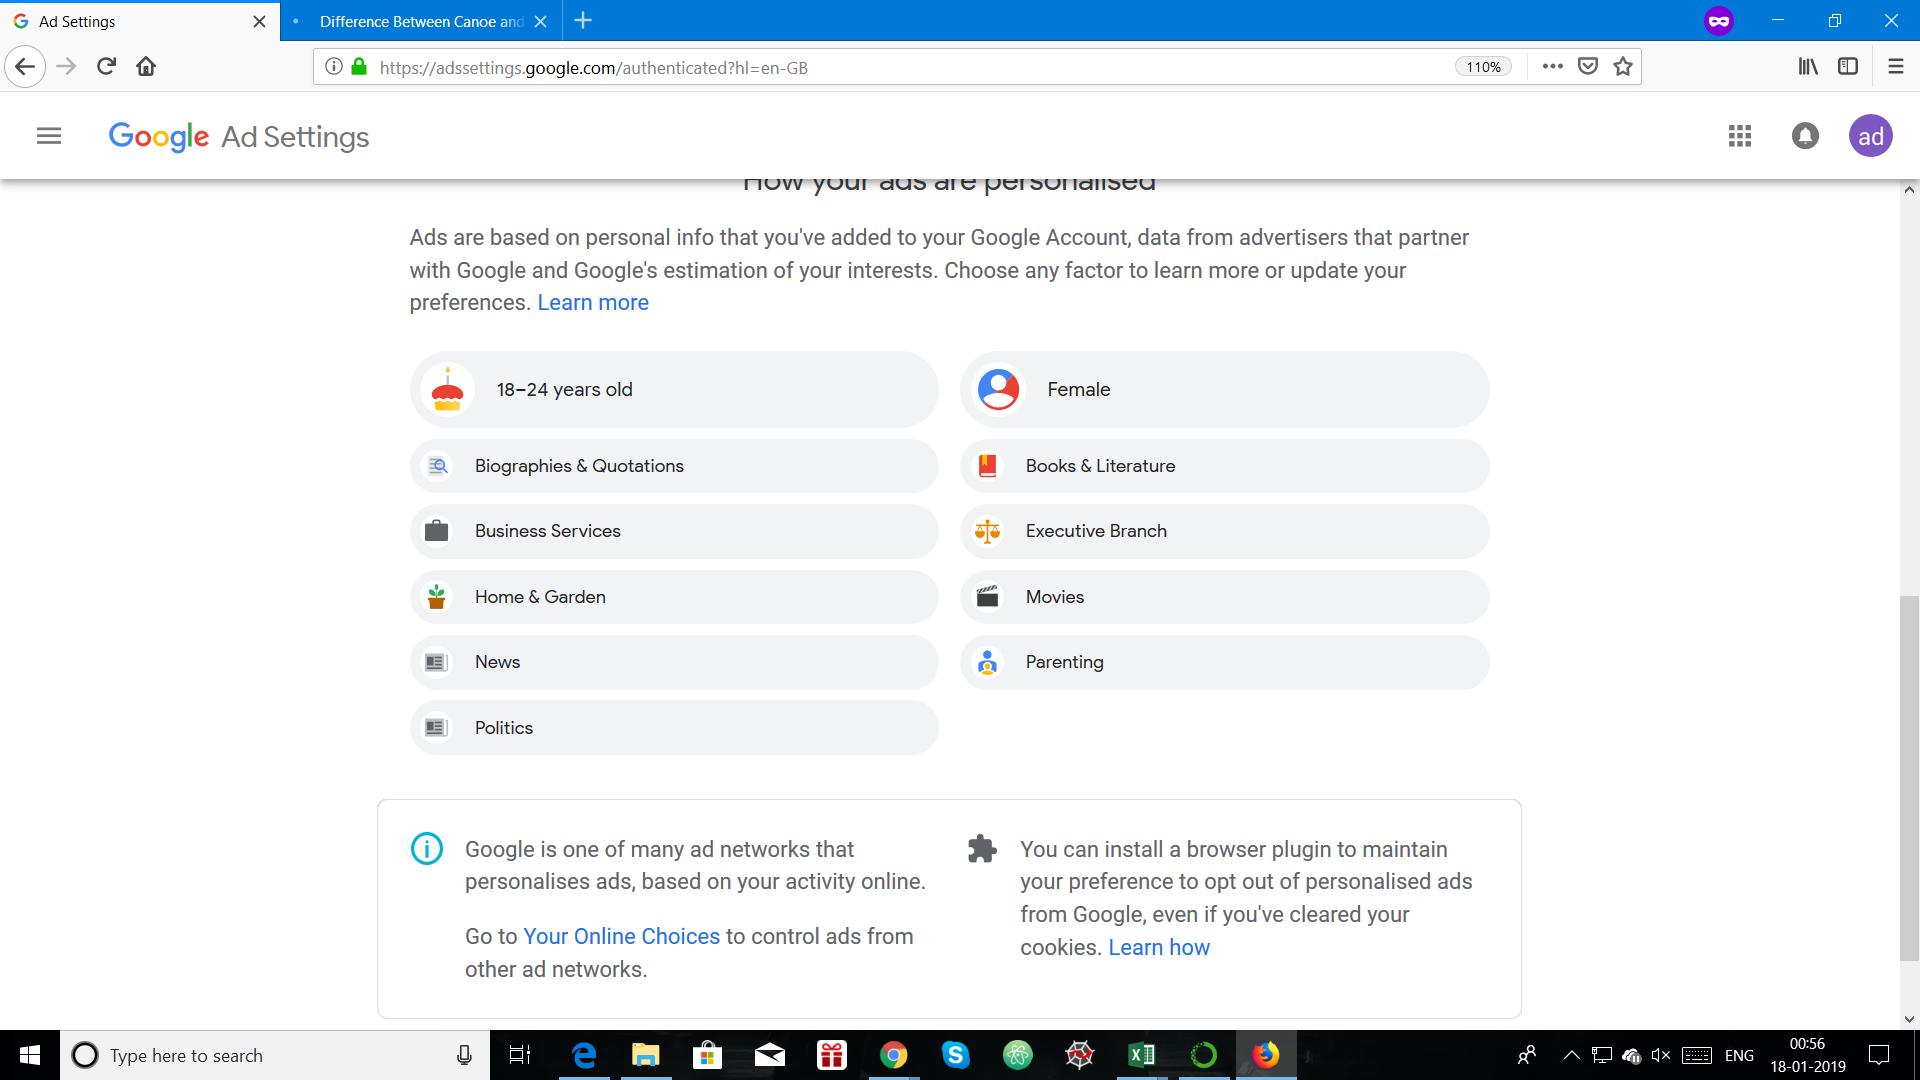 Ad Settings
Difference Between Canoe and
https://adssettings.google.com/authenticated?hl=en-GB
110%
Google Ad Settings
ad
How your ads are personalised
Ads are based on personal info that you've added to your Google Account, data from advertisers that partner
with Google and Google's estimation of your interests. Choose any factor to learn more or update your
preferences. Learn more
18–24 years old
Female
Biographies & Quotations
Books & Literature
Business Services
Executive Branch
Home & Garden
Movies
News
Parenting
Politics
Google is one of many ad networks that
personalises ads, based on your activity online.
Go to Your Online Choices to control ads from
other ad networks.
You can install a browser plugin to maintain
your preference to opt out of personalised ads
from Google, even if you've cleared your
cookies. Learn how
Type here to search
ENG
00:56
18-01-2019